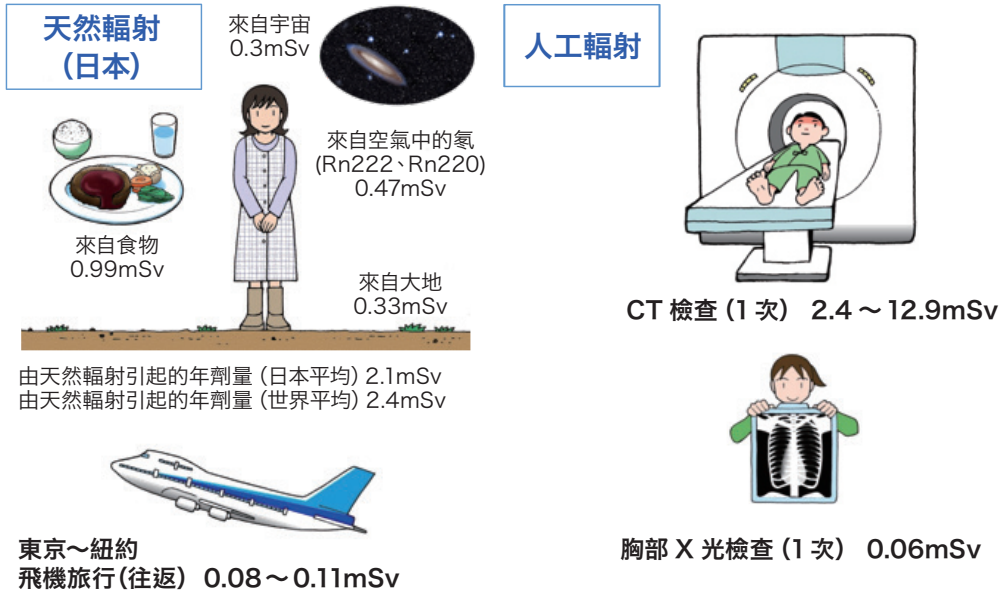 天然輻射
(日本)
來自宇宙
0.3mSv
來自空氣中的氡
(Rn222、Rn220)
0.47mSv
來自食物
0.99mSv
來自大地
0.33mSv
由天然輻射引起的年劑量 (日本平均) 2.1mSv
由天然輻射引起的年劑量 (世界平均) 2.4mSv
東京～紐約
飛機旅行(往返) 0.08～0.11mSv
人工輻射
CT 檢查 (1 次) 2.4～12.9mSv
胸部 X 光檢查 (1 次) 0.06mSv